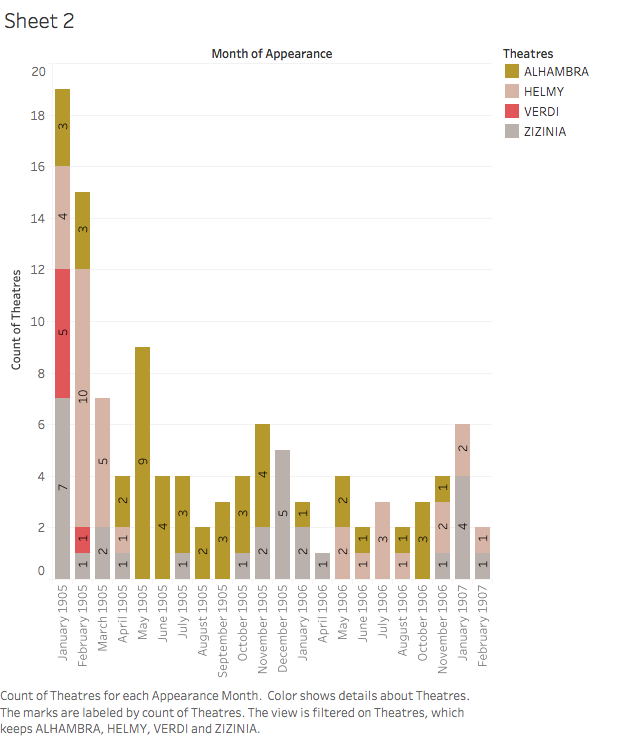 Sheet 2
Month of Appearance
Theatres
ALHAMBRA
HELMY
VERDI
ZIZINIA
Count of Theatres
20
18
16
14
12
10
8
6
4
2
0
3
4
5
7
3
10
1
1
5
2
2
1
1
9
4
3
1
2
3
3
1
4
2
5
1
2
1
2
2
1
1
3
1
1
3
1
2
1
2
4
1
1
January 1905
February 1905
March 1905
April 1905
May 1905
June 1905
July 1905
August 1905
September 1905
October 1905
November 1905
December 1905
January 1906
April 1906
May 1906
June 1906
July 1906
August 1906
October 1906
November 1906
January 1907
February 1907
Count of Theatres for each Appearance Month. Color shows details about Theatres.
The marks are labeled by count of Theatres. The view is filtered on Theatres, which
keeps ALHAMBRA, HELMY, VERDI and ZIZINIA.